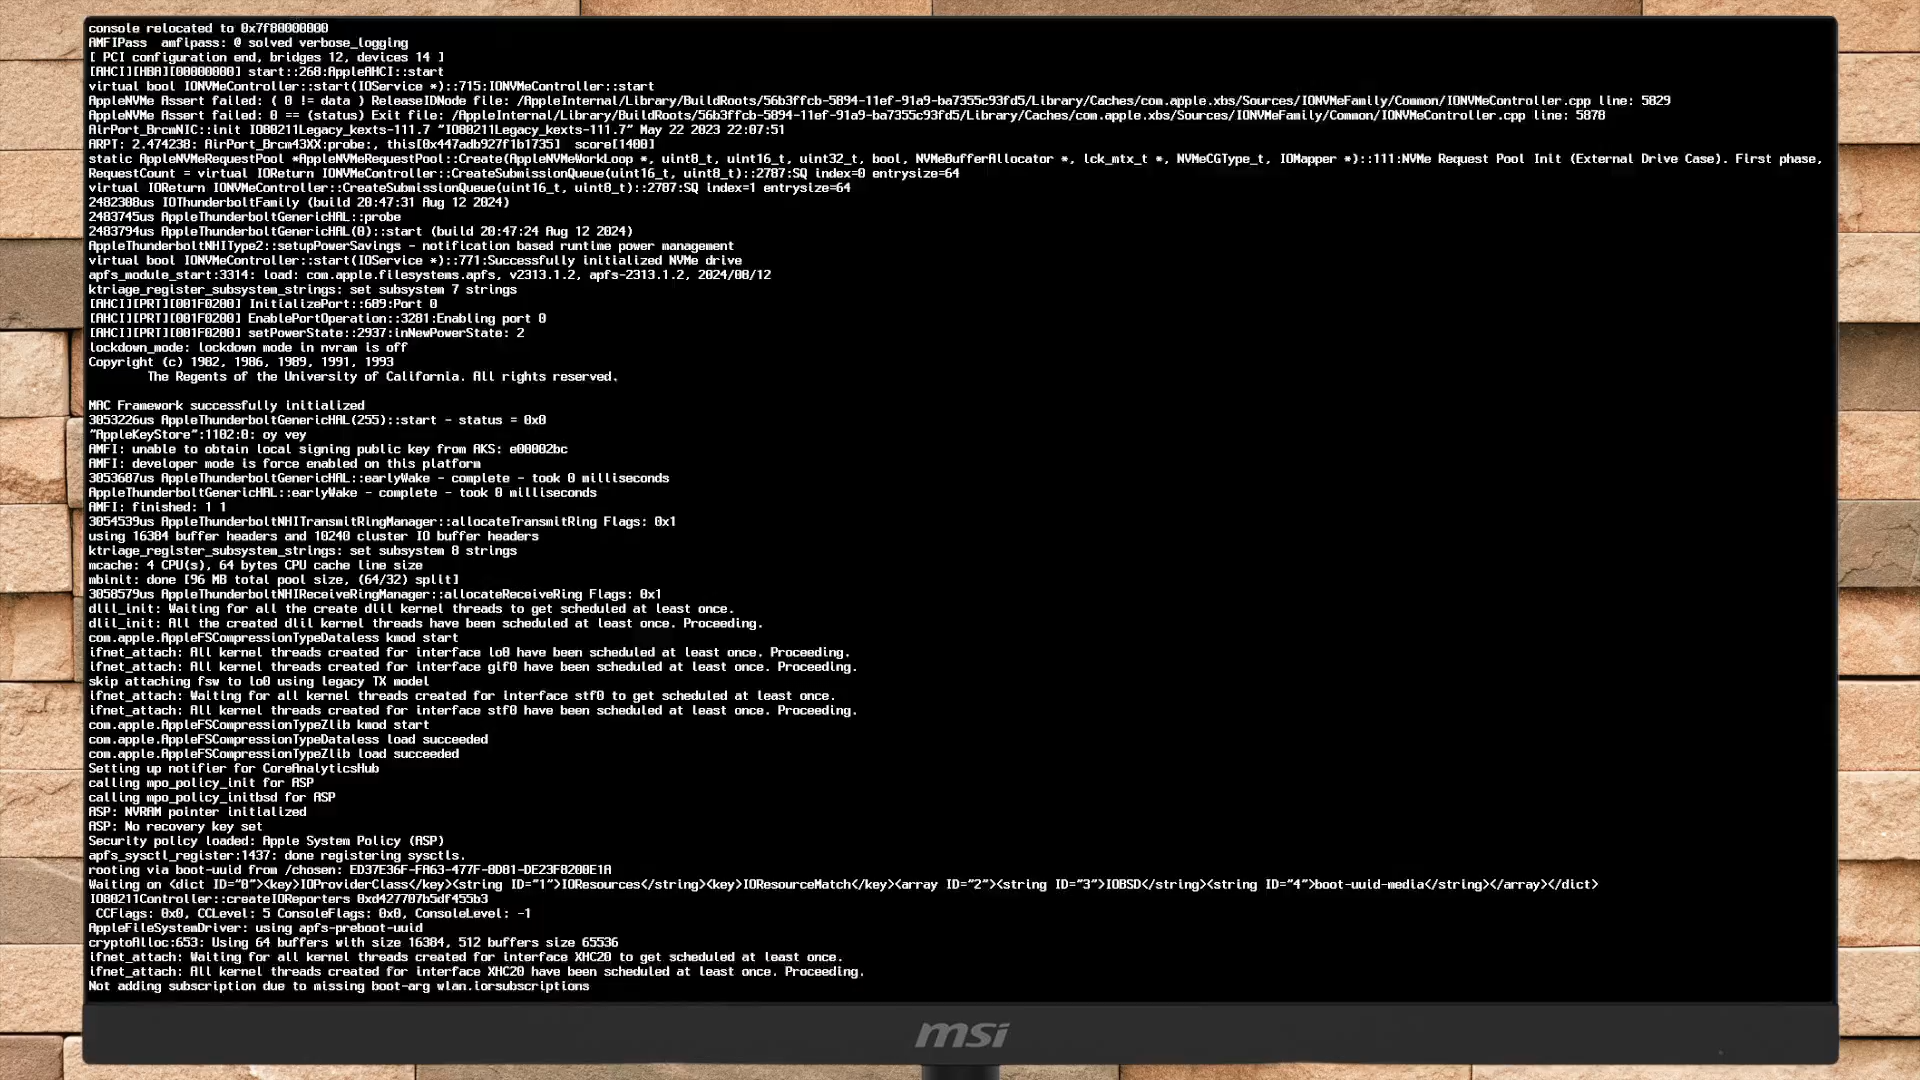 console relocated to 0x7f80000000
AMFIPass  amfipass: @ solved verbose_logging
[ PCI configuration end, bridges 12, devices 14 ]
[AHCI][HBA][00000000] start::268:AppleAHCI::start
virtual bool IONVMeController::start(IOService *)::715:IONVMeController::start
AppleNVMe Assert failed: ( 0 != data ) ReleaseIDNode file: /AppleInternal/Library/BuildRoots/56b3ffcb-5894-11ef-91a9-ba7355c93fd5/Library/Caches/com.apple.xbs/Sources/IONVMeFamily/Common/IONVMeController.cpp line: 5829
AppleNVMe Assert failed: 0 == (status) Exit file: /AppleInternal/Library/BuildRoots/56b3ffcb-5894-11ef-91a9-ba7355c93fd5/Library/Caches/com.apple.xbs/Sources/IONVMeFamily/Common/IONVMeController.cpp line: 5878
AirPort_BrcmNIC::init IO80211Legacy_kexts-111.7 "IO80211Legacy_kexts-111.7" May 22 2023 22:07:51
ARPT: 2.474238: AirPort_Brcm43XX:probe:, this[0x447adb927f1b1735]  score[1400]
static AppleNVMeRequestPool *AppleNVMeRequestPool::Create(AppleNVMeWorkLoop *, uint8_t, uint16_t, uint32_t, bool, NVMeBufferAllocator *, lck_mtx_t *, NVMeCGType_t, IOMapper *)::111:NVMe Request Pool Init (External Drive Case). First phase,
RequestCount = virtual IOReturn IONVMeController::CreateSubmissionQueue(uint16_t, uint8_t)::2787:SQ index=0 entrysize=64
virtual IOReturn IONVMeController::CreateSubmissionQueue(uint16_t, uint8_t)::2787:SQ index=1 entrysize=64
2482308us IOThunderboltFamily (build 20:47:31 Aug 12 2024)
2483745us AppleThunderboltGenericHAL::probe
2483794us AppleThunderboltGenericHAL(0)::start (build 20:47:24 Aug 12 2024)
AppleThunderboltNHIType2::setupPowerSavings - notification based runtime power management
virtual bool IONVMeController::start(IOService *)::771:Successfully initialized NVMe drive
apfs_module_start:3314: load: com.apple.filesystems.apfs, v2313.1.2, apfs-2313.1.2, 2024/08/12
ktriage_register_subsystem_strings: set subsystem 7 strings
[AHCI][PRT][001F0200] InitializePort::689:Port 0
[AHCI][PRT][001F0200] EnablePortOperation::3281:Enabling port 0
[AHCI][PRT][001F0200] setPowerState::2937:inNewPowerState: 2
lockdown_mode: lockdown mode in nvram is off
Copyright (c) 1982, 1986, 1989, 1991, 1993
The Regents of the University of California. All rights reserved.
MAC Framework successfully initialized
3053226us AppleThunderboltGenericHAL(255)::start - status = 0x0
"AppleKeyStore":1102:0: oy vey
AMFI: unable to obtain local signing public key from AKS: e00002bc
AMFI: developer mode is force enabled on this platform
3053687us AppleThunderboltGenericHAL::earlyWake - complete - took 0 milliseconds
AppleThunderboltGenericHAL::earlyWake - complete - took 0 milliseconds
AMFI: finished: 1 1
3054539us AppleThunderboltNHITransmitRingManager::allocateTransmitRing Flags: 0x1
using 16384 buffer headers and 10240 cluster IO buffer headers
ktriage_register_subsystem_strings: set subsystem 8 strings
mcache: 4 CPU(s), 64 bytes CPU cache line size
mbinit: done [96 MB total pool size, (64/32) split]
3058579us AppleThunderboltNHIReceiveRingManager::allocateReceiveRing Flags: 0x1
dlil_init: Waiting for all the create dlil kernel threads to get scheduled at least once.
dlil_init: All the created dlil kernel threads have been scheduled at least once. Proceeding.
com.apple.AppleFSCompressionTypeDataless kmod start
ifnet_attach: All kernel threads created for interface lo0 have been scheduled at least once. Proceeding.
ifnet_attach: All kernel threads created for interface gif0 have been scheduled at least once. Proceeding.
skip attaching fsw to lo0 using legacy TX model
ifnet_attach: Waiting for all kernel threads created for interface stf0 to get scheduled at least once.
ifnet_attach: All kernel threads created for interface stf0 have been scheduled at least once. Proceeding.
com.apple.AppleFSCompressionTypeZlib kmod start
com.apple.AppleFSCompressionTypeDataless load succeeded
com.apple.AppleFSCompressionTypeZlib load succeeded
Setting up notifier for CoreAnalyticsHub
calling mpo_policy_init for ASP
calling mpo_policy_initbsd for ASP
ASP: NVRAM pointer initialized
ASP: No recovery key set
Security policy loaded: Apple System Policy (ASP)
apfs_sysctl_register:1437: done registering sysctls.
rooting via boot-uuid from /chosen: ED37E36F-FA63-477F-8D81-DE23F8200E1A
Waiting on <dict ID="0"><key>IOProviderClass</key><string ID="1">IOResources</string><key>IOResourceMatch</key><array ID="2"><string ID="3">IOBSD</string><string ID="4">boot-uuid-media</string></array></dict>
IO80211Controller::createIOReporters 0xd427707b5df455b3
CCFlags: 0x0, CCLevel: 5 ConsoleFlags: 0x0, ConsoleLevel: -1
AppleFileSystemDriver: using apfs-preboot-uuid
cryptoAlloc:653: Using 64 buffers with size 16384, 512 buffers size 65536
ifnet_attach: Waiting for all kernel threads created for interface XHC20 to get scheduled at least once.
ifnet_attach: All kernel threads created for interface XHC20 have been scheduled at least once. Proceeding.
Not adding subscription due to missing boot-arg wlan.iorsubscriptions
msi